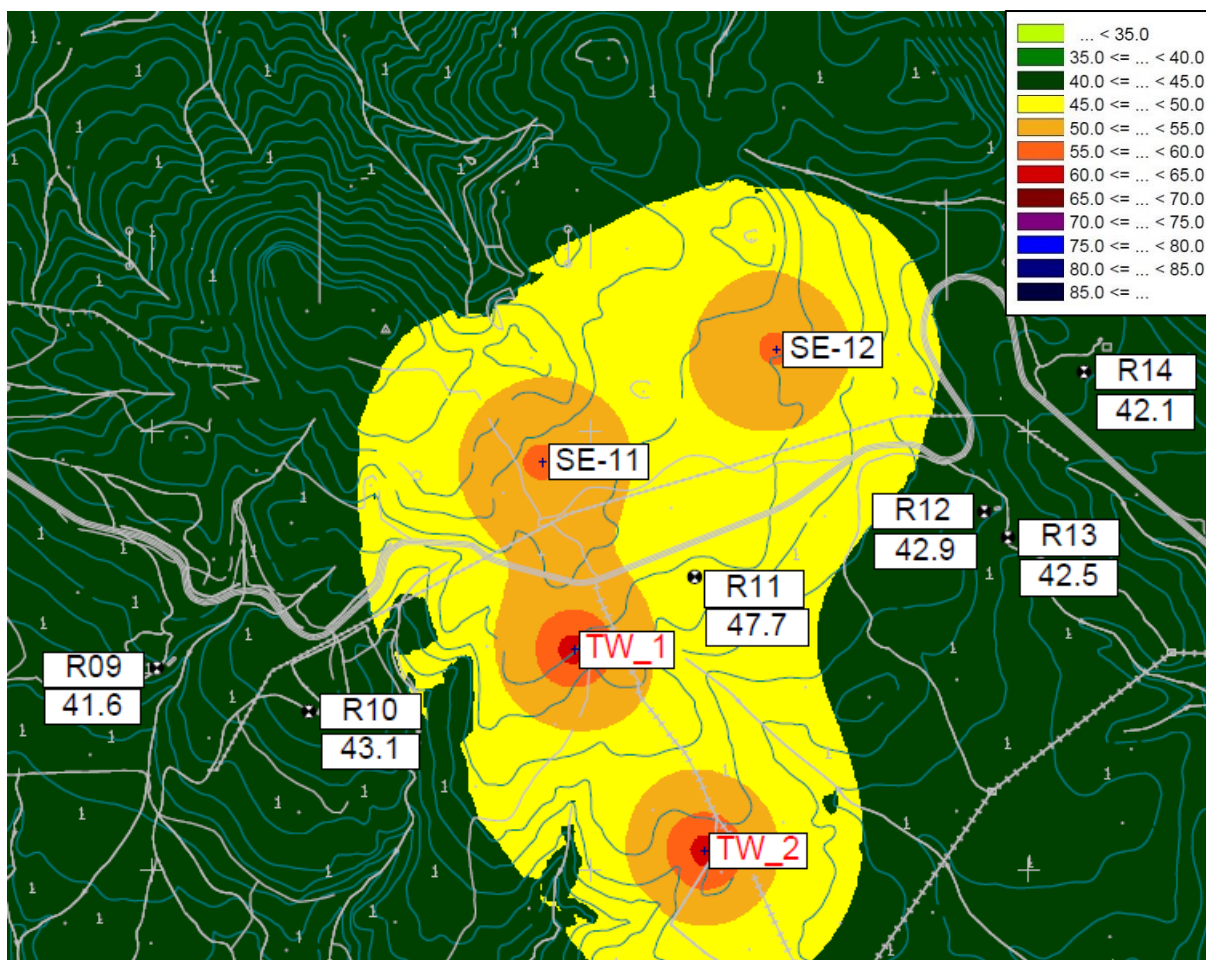 ... < 35.0
35.0 <= ... < 40.0
40.0 <= ... < 45.0
45.0 <= ... < 50.0
50.0 <= ... < 55.0
55.0 <= ... < 60.0
60.0 <= ... < 65.0
65.0 <= ... < 70.0
70.0 <= ... < 75.0
75.0 <= ... < 80.0
80.0 <= ... < 85.0
85.0 <= ...
SE-12
R14
42.1
SE-11
R12
42.9
R13
42.5
R11
47.7
TW_1
R09
41.6
R10
43.1
TW_2